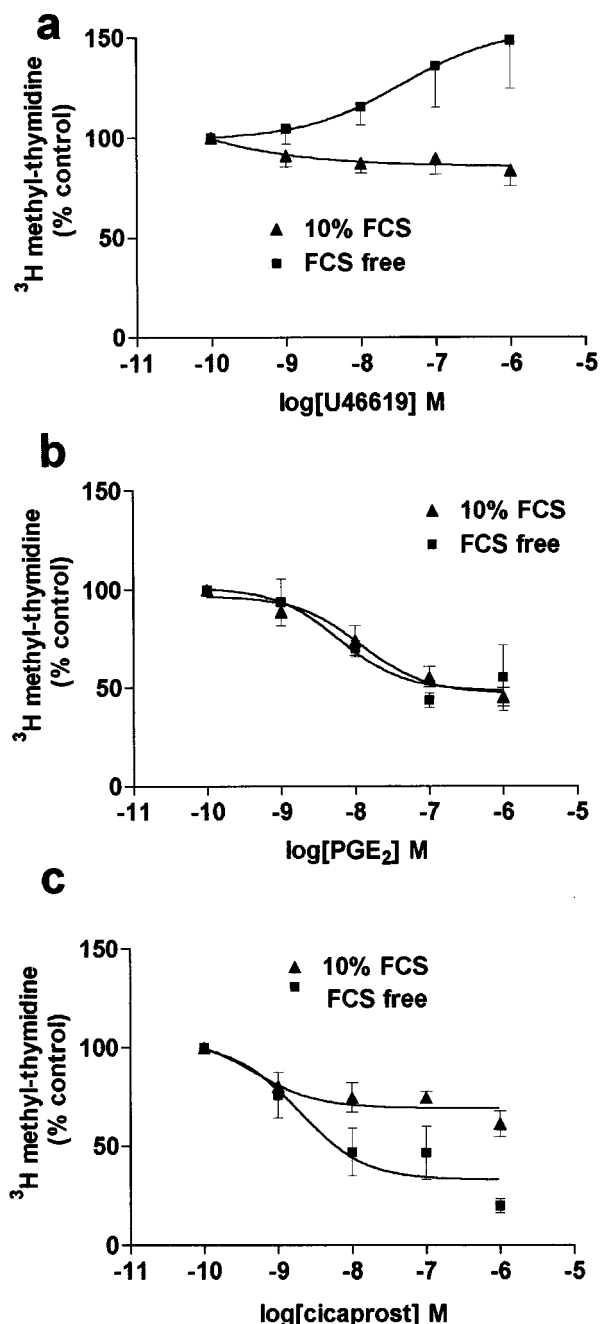 a
³H methyl-thymidine
(% control)
150
100
50
0
▲ 10% FCS
■ FCS free
-11 -10 -9 -8 -7 -6 -5
log[U46619] M
b
³H methyl-thymidine
(% control)
150
100
50
0
▲ 10% FCS
■ FCS free
-11 -10 -9 -8 -7 -6 -5
log[PGE₂] M
c
³H methyl-thymidine
(% control)
150
100
50
0
▲ 10% FCS
■ FCS free
-11 -10 -9 -8 -7 -6 -5
log[cicaprost] M